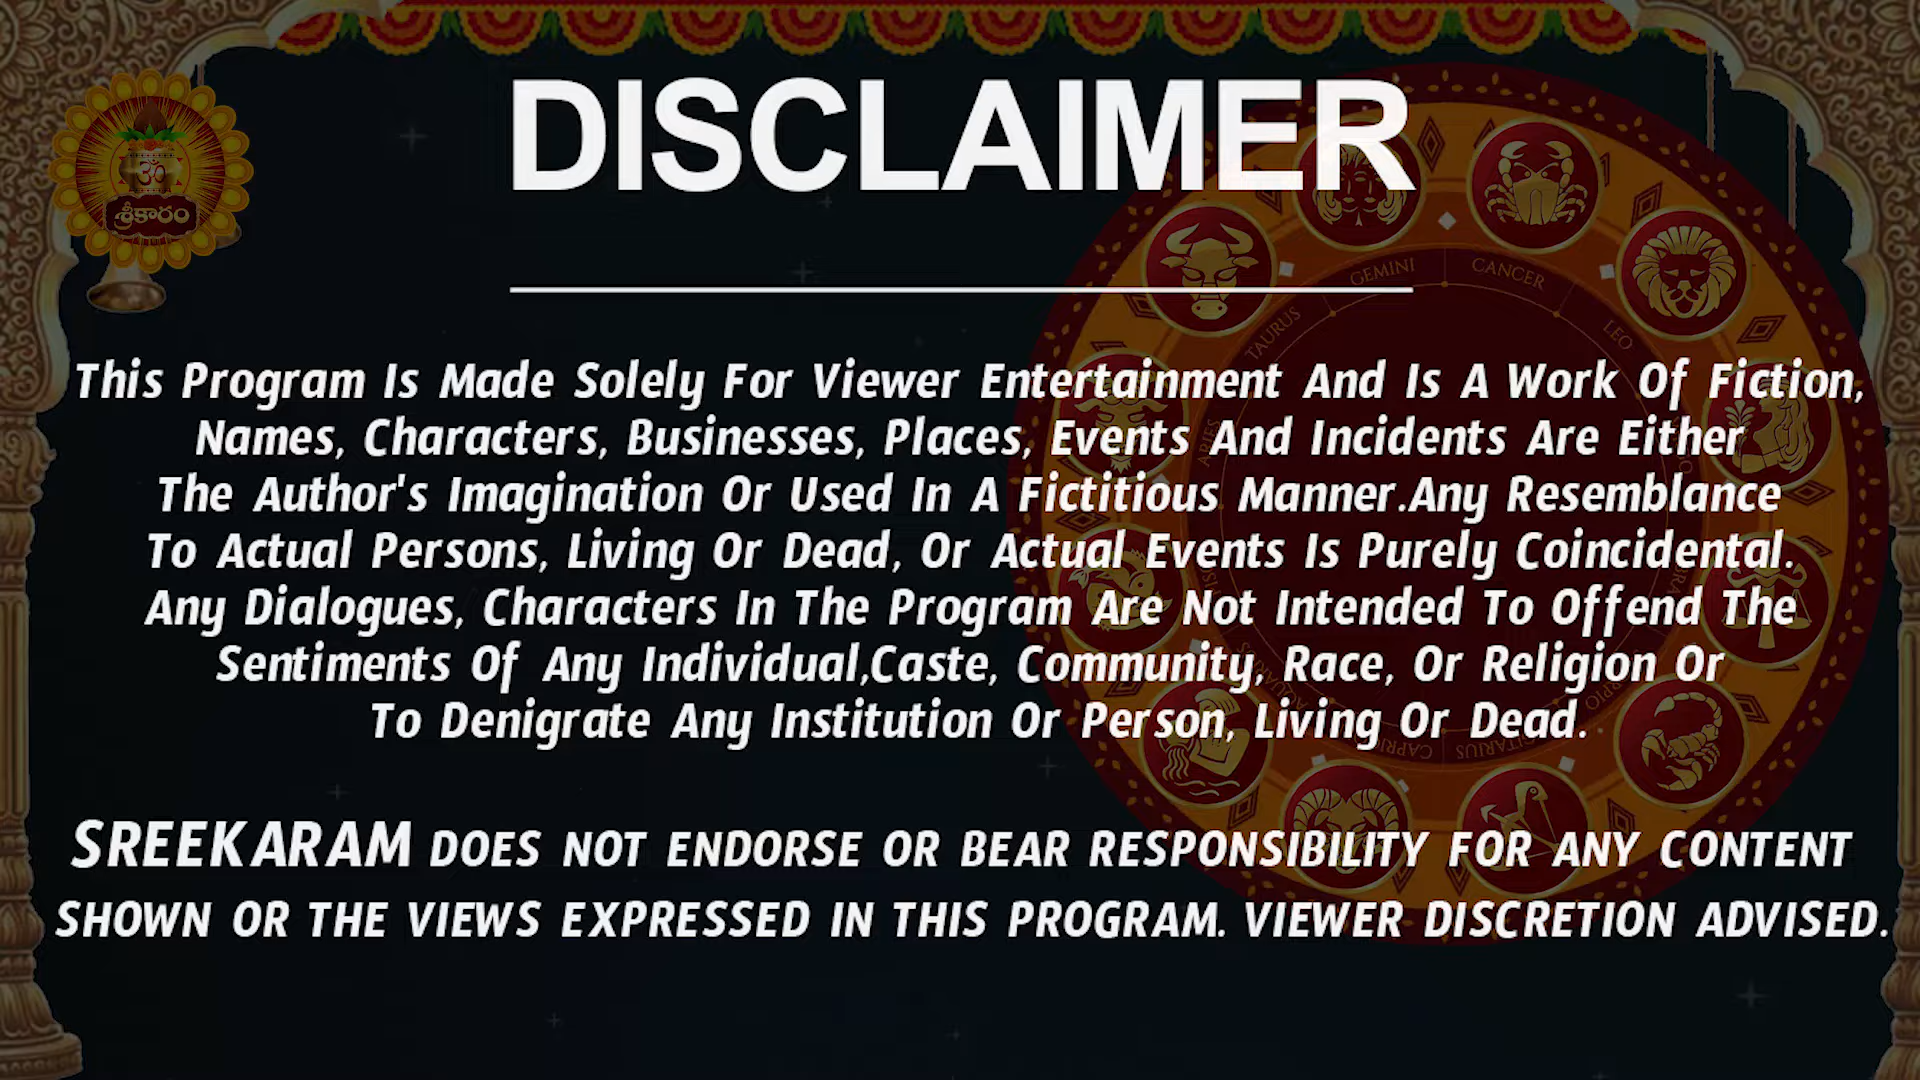 DISCLAIMER
ॐ
శ్రీకారం
GEMINI
CANCER
TAURUS
LEO
This Program Is Made Solely For Viewer Entertainment And Is A Work Of Fiction,
Names, Characters, Businesses, Places, Events And Incidents Are Either
The Author's Imagination Or Used In A Fictitious Manner.Any Resemblance
To Actual Persons, Living Or Dead, Or Actual Events Is Purely Coincidental.
Any Dialogues, Characters In The Program Are Not Intended To Offend The
Sentiments Of Any Individual,Caste, Community, Race, Or Religion Or
To Denigrate Any Institution Or Person, Living Or Dead.
SREEKARAM DOES NOT ENDORSE OR BEAR RESPONSIBILITY FOR ANY CONTENT
SHOWN OR THE VIEWS EXPRESSED IN THIS PROGRAM. VIEWER DISCRETION ADVISED.